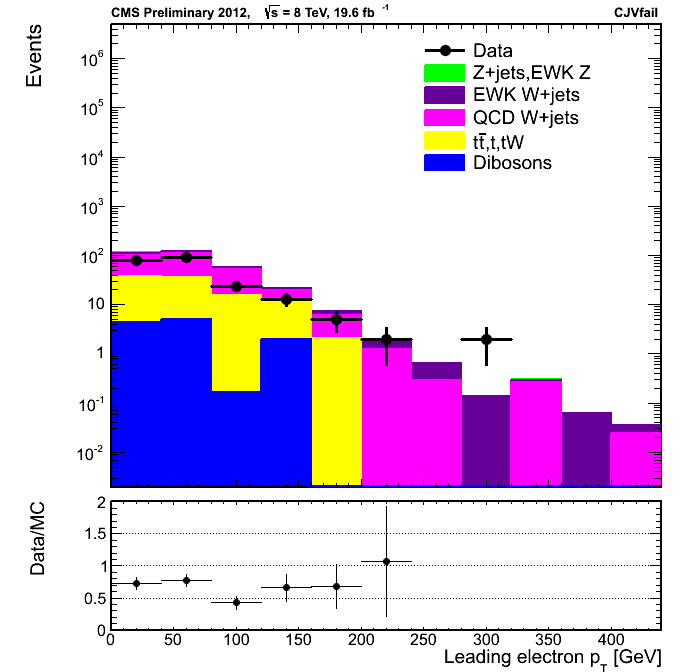 CMS Preliminary 2012, √s = 8 TeV, 19.6 fb⁻¹ CJVfail
Events
10⁶
10⁵
10⁴
10³
10²
10
1
10⁻¹
10⁻²
Data
Z+jets,EWK Z
EWK W+jets
QCD W+jets
tt̄,t,tW
Dibosons
Data/MC
2
1.5
1
0.5
0
0 50 100 150 200 250 300 350 400
Leading electron p_T [GeV]